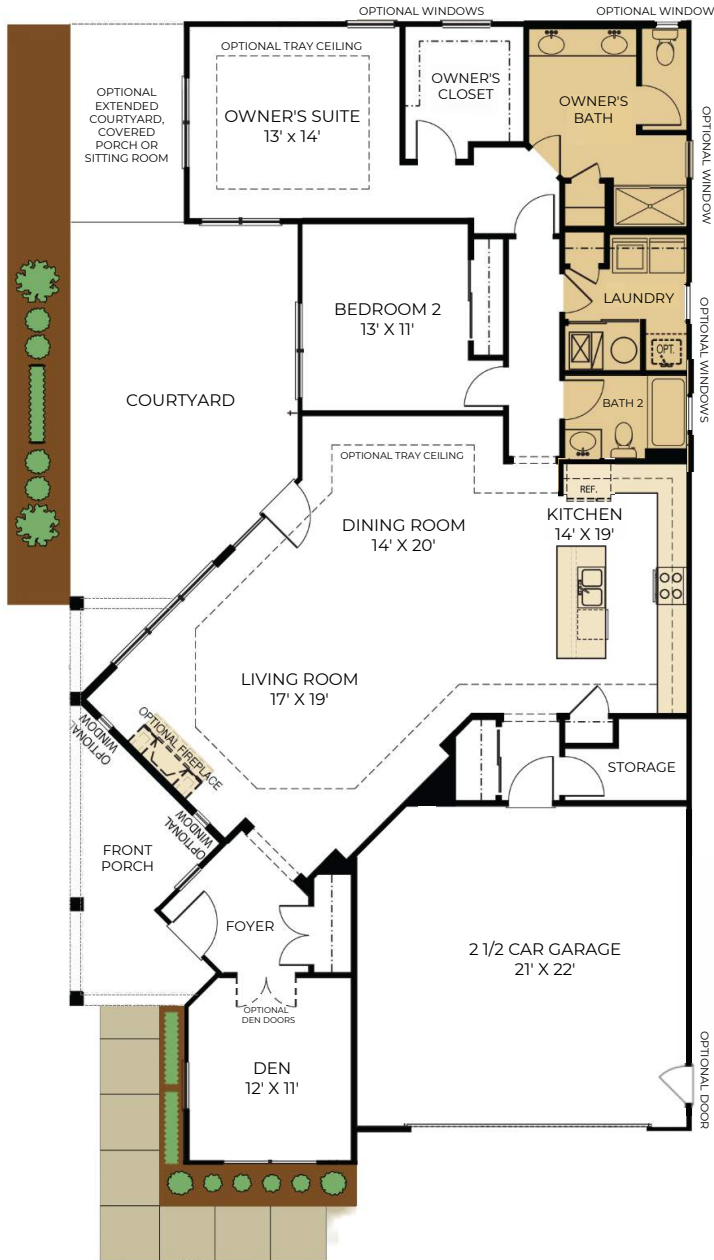 OPTIONAL WINDOWS
OPTIONAL WINDOW
OPTIONAL TRAY CEILING
OWNER'S SUITE
13' x 14'
OWNER'S
CLOSET
OWNER'S
BATH
OPTIONAL
EXTENDED
COURTYARD,
COVERED
PORCH OR
SITTING ROOM
OPTIONAL WINDOW
LAUNDRY
OPT.
OPTIONAL WINDOWS
BEDROOM 2
13' X 11'
COURTYARD
BATH 2
OPTIONAL TRAY CEILING
REF.
KITCHEN
14' X 19'
DINING ROOM
14' X 20'
LIVING ROOM
17' X 19'
OPTIONAL FIREPLACE
OPTIONAL
WINDOW
OPTIONAL
WINDOW
STORAGE
FRONT
PORCH
FOYER
2 1/2 CAR GARAGE
21' X 22'
OPTIONAL
DEN DOORS
DEN
12' X 11'
OPTIONAL DOOR